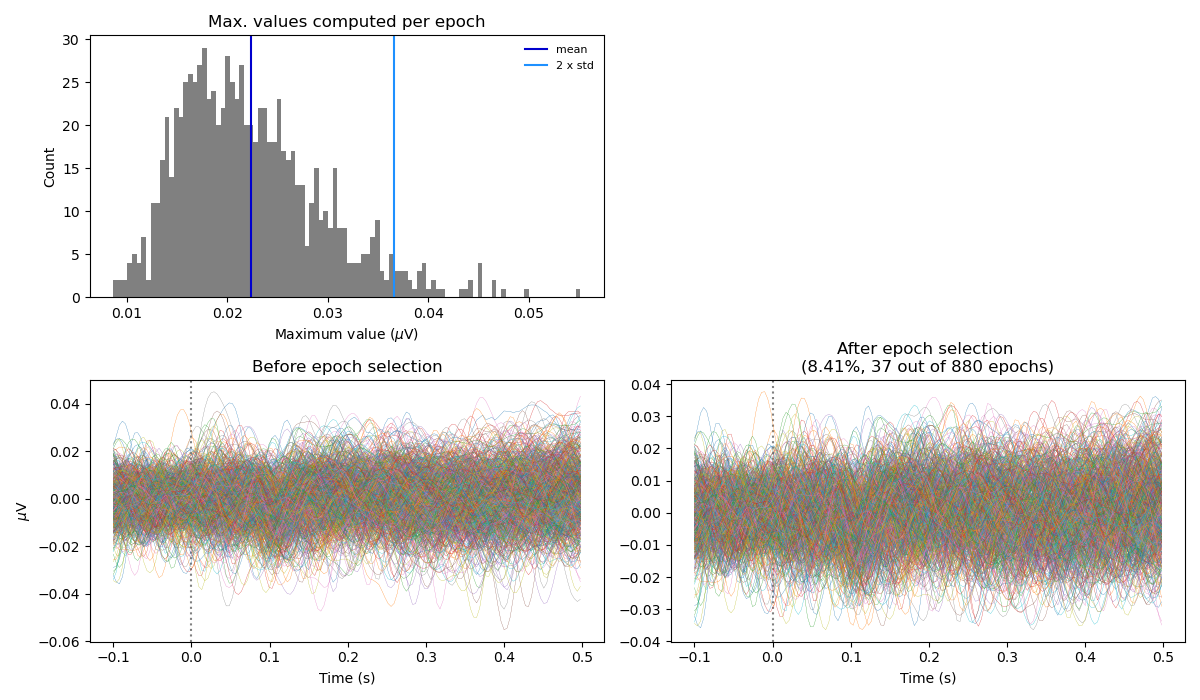 Max. values computed per epoch
30
25
20
15
10
5
0
Count
mean
2 x std
0.01 0.02 0.03 0.04 0.05
Maximum value (μV)
Before epoch selection
0.04
0.02
0.00
−0.02
−0.04
−0.06
μV
−0.1 0.0 0.1 0.2 0.3 0.4 0.5
Time (s)
After epoch selection
(8.41%, 37 out of 880 epochs)
0.04
0.03
0.02
0.01
0.00
−0.01
−0.02
−0.03
−0.04
−0.1 0.0 0.1 0.2 0.3 0.4 0.5
Time (s)